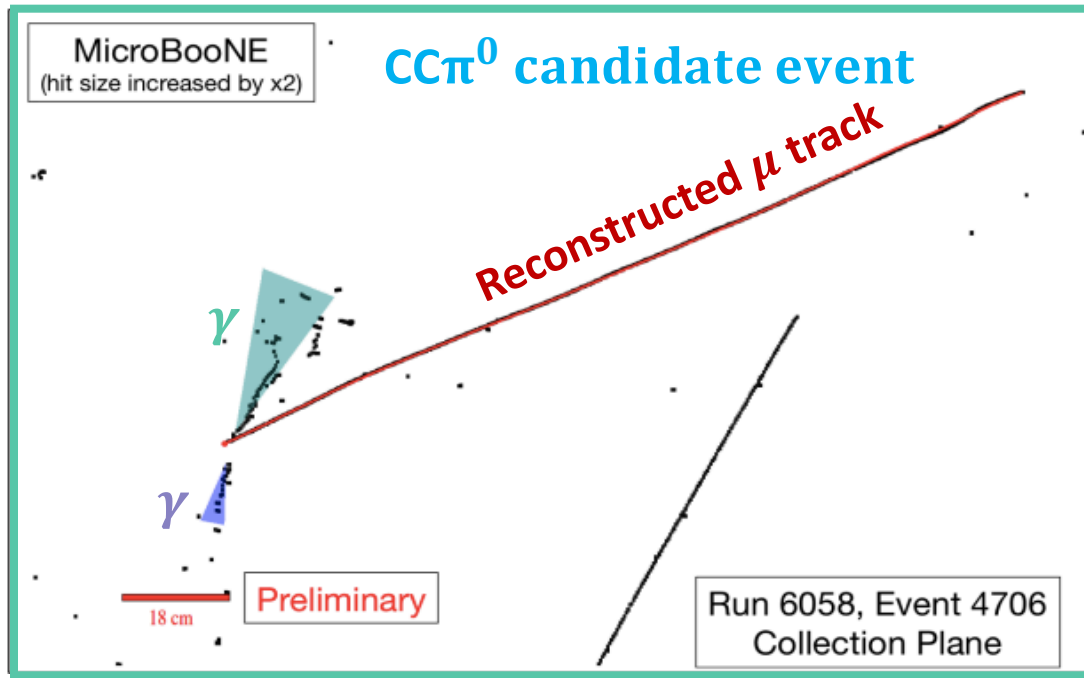 MicroBooNE
(hit size increased by x2)
CCπ⁰ candidate event
Reconstructed μ track
γ
γ
18 cm
Preliminary
Run 6058, Event 4706
Collection Plane